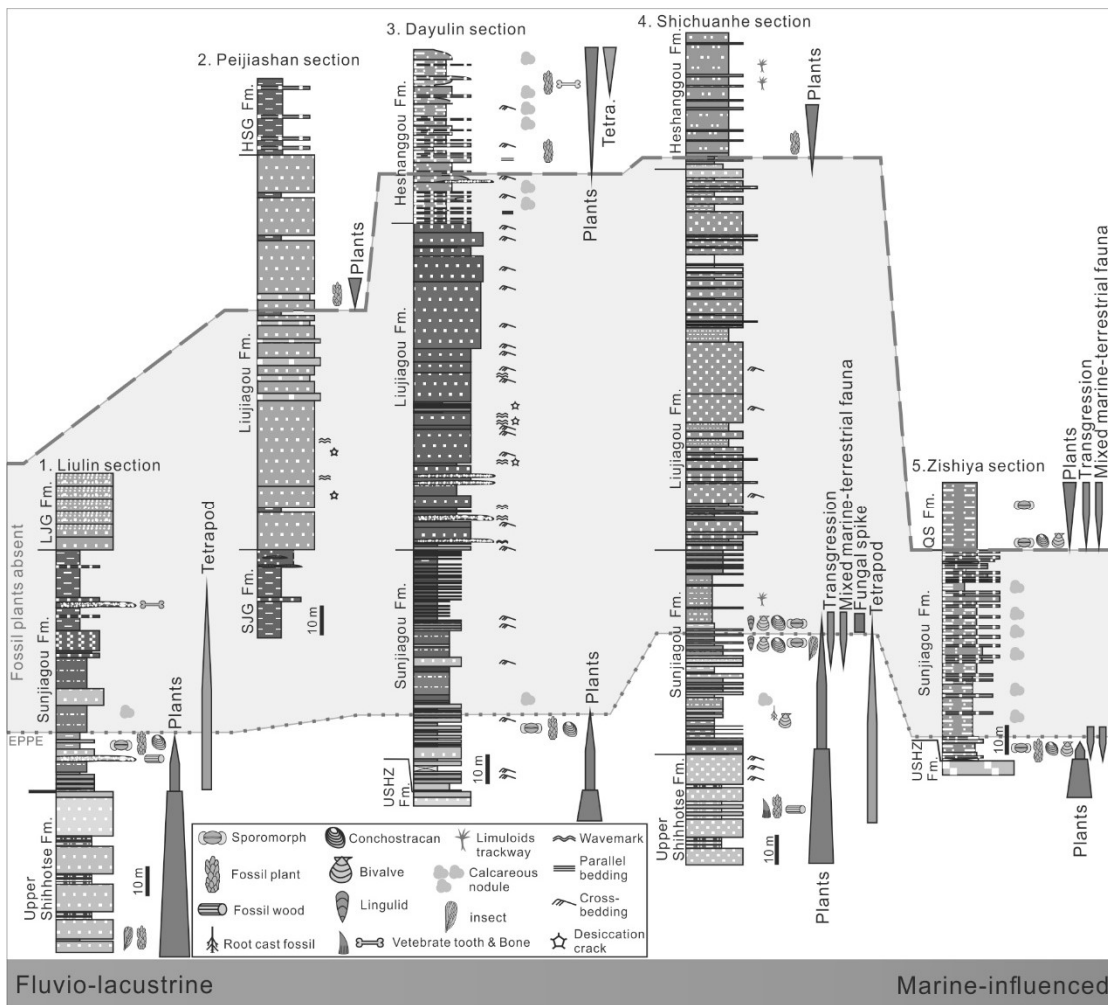 4. Shichuanhe section
3. Dayulin section
2. Peijiashan section
1. Liulin section
5.Zishiya section
LJG Fm.
Sunjiagou Fm.
Upper
Shihhotse Fm.
Fossil plants absent
EPPE
10 m
Plants
Tetrapod
HSG Fm.
Liujiagou Fm.
SJG Fm.
10 m
Plants
Heshanggou Fm.
Liujiagou Fm.
Sunjiagou Fm.
USHZ
Fm.
10 m
Plants
Tetra.
Plants
Heshanggou Fm.
Liujiagou Fm.
Sunjiagou Fm.
Upper
Shihhotse Fm.
10 m
Plants
Transgression
Mixed marine-terrestrial fauna
Fungal spike
Tetrapod
Plants
QS Fm.
Sunjiagou Fm.
USHZ
Fm.
10 m
Plants
Transgression
Mixed marine-terrestrial fauna
Plants
Sporomorph
Conchostracan
Limuloids
trackway
Wavemark
Fossil plant
Bivalve
Calcareous
nodule
Parallel
bedding
Fossil wood
Lingulid
insect
Cross-
bedding
Root cast fossil
Vetebrate tooth & Bone
Desiccation
crack
Fluvio-lacustrine
Marine-influenced